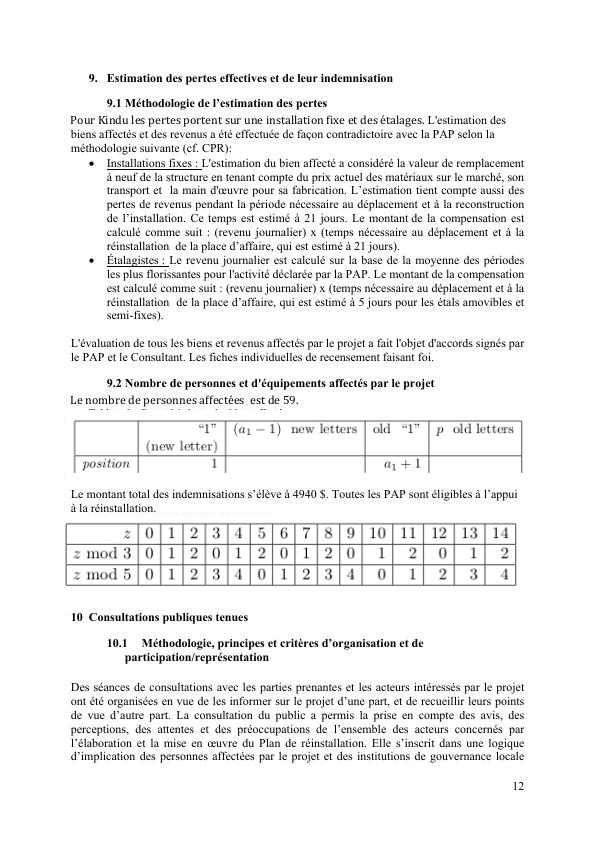 9. Estimation des pertes effectives et de leur indemnisation
9.1 Méthodologie de l'estimation des pertes
Pour Kindu les pertes portent sur une installation fixe et des étalages. L'estimation des
biens affectés et des revenus a été effectuée de façon contradictoire avec la PAP selon la
méthodologie suivante (cf. CPR):
• Installations fixes : L'estimation du bien affecté a considéré la valeur de remplacement
à neuf de la structure en tenant compte du prix actuel des matériaux sur le marché, son
transport et la main d'œuvre pour sa fabrication. L'estimation tient compte aussi des
pertes de revenus pendant la période nécessaire au déplacement et à la reconstruction
de l'installation. Ce temps est estimé à 21 jours. Le montant de la compensation est
calculé comme suit : (revenu journalier) x (temps nécessaire au déplacement et à la
réinstallation de la place d'affaire, qui est estimé à 21 jours).
• Étalagistes : Le revenu journalier est calculé sur la base de la moyenne des périodes
les plus florissantes pour l'activité déclarée par la PAP. Le montant de la compensation
est calculé comme suit : (revenu journalier) x (temps nécessaire au déplacement et à la
réinstallation de la place d'affaire, qui est estimé à 5 jours pour les étals amovibles et
semi-fixes).
L'évaluation de tous les biens et revenus affectés par le projet a fait l'objet d'accords signés par
le PAP et le Consultant. Les fiches individuelles de recensement faisant foi.
9.2 Nombre de personnes et d'équipements affectés par le projet
Le nombre de personnes affectées est de 59.
"1" (a₁ − 1) new letters old "1" p old letters
(new letter)
position 1 a₁ + 1
Le montant total des indemnisations s'élève à 4940 $. Toutes les PAP sont éligibles à l'appui
à la réinstallation.
z 0 1 2 3 4 5 6 7 8 9 10 11 12 13 14
z mod 3 0 1 2 0 1 2 0 1 2 0 1 2 0 1 2
z mod 5 0 1 2 3 4 0 1 2 3 4 0 1 2 3 4
10 Consultations publiques tenues
10.1 Méthodologie, principes et critères d'organisation et de
participation/représentation
Des séances de consultations avec les parties prenantes et les acteurs intéressés par le projet
ont été organisées en vue de les informer sur le projet d'une part, et de recueillir leurs points
de vue d'autre part. La consultation du public a permis la prise en compte des avis, des
perceptions, des attentes et des préoccupations de l'ensemble des acteurs concernés par
l'élaboration et la mise en œuvre du Plan de réinstallation. Elle s'inscrit dans une logique
d'implication des personnes affectées par le projet et des institutions de gouvernance locale
12